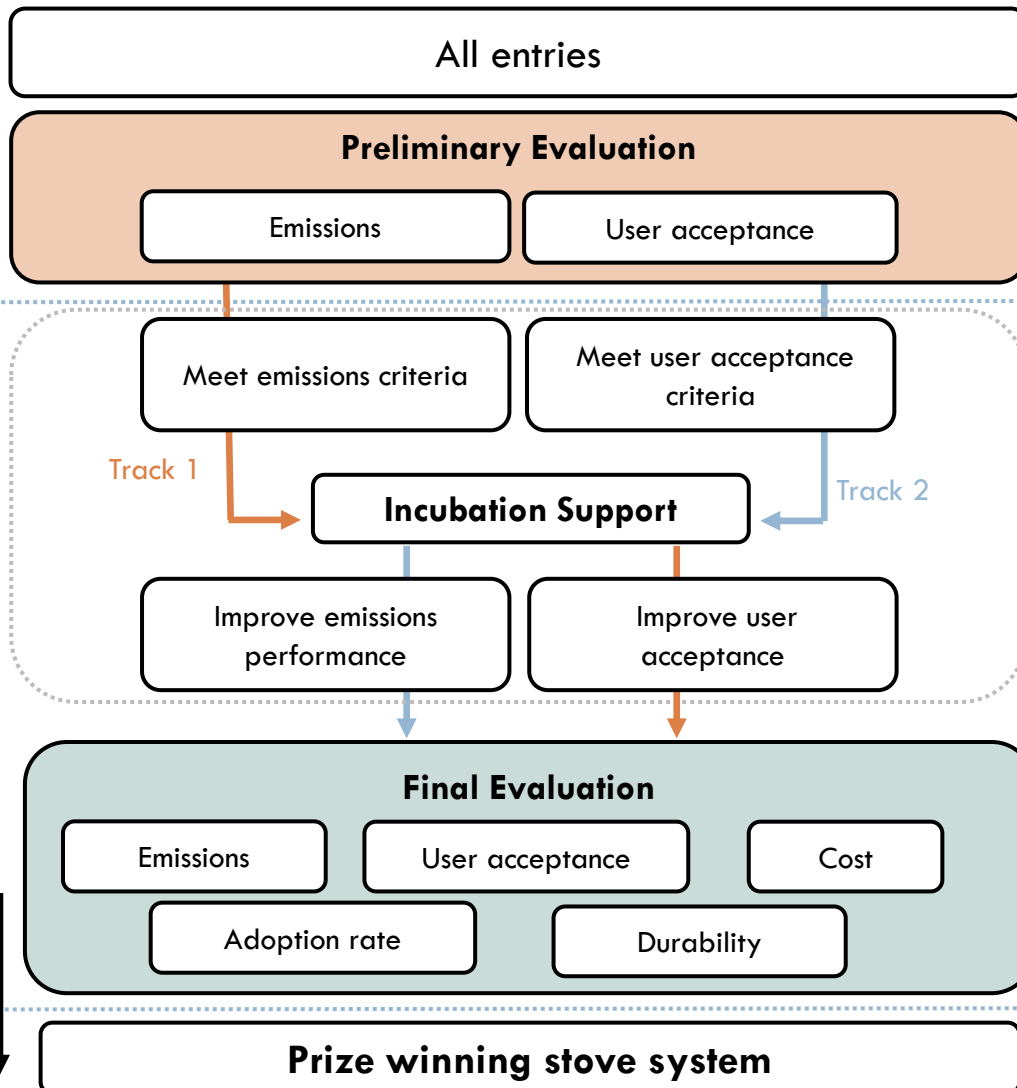 All entries
Preliminary Evaluation
Emissions
User acceptance
Meet emissions criteria
Meet user acceptance
criteria
Track 1
Track 2
Incubation Support
Improve emissions
performance
Improve user
acceptance
Final Evaluation
Emissions
User acceptance
Cost
Adoption rate
Durability
Prize winning stove system